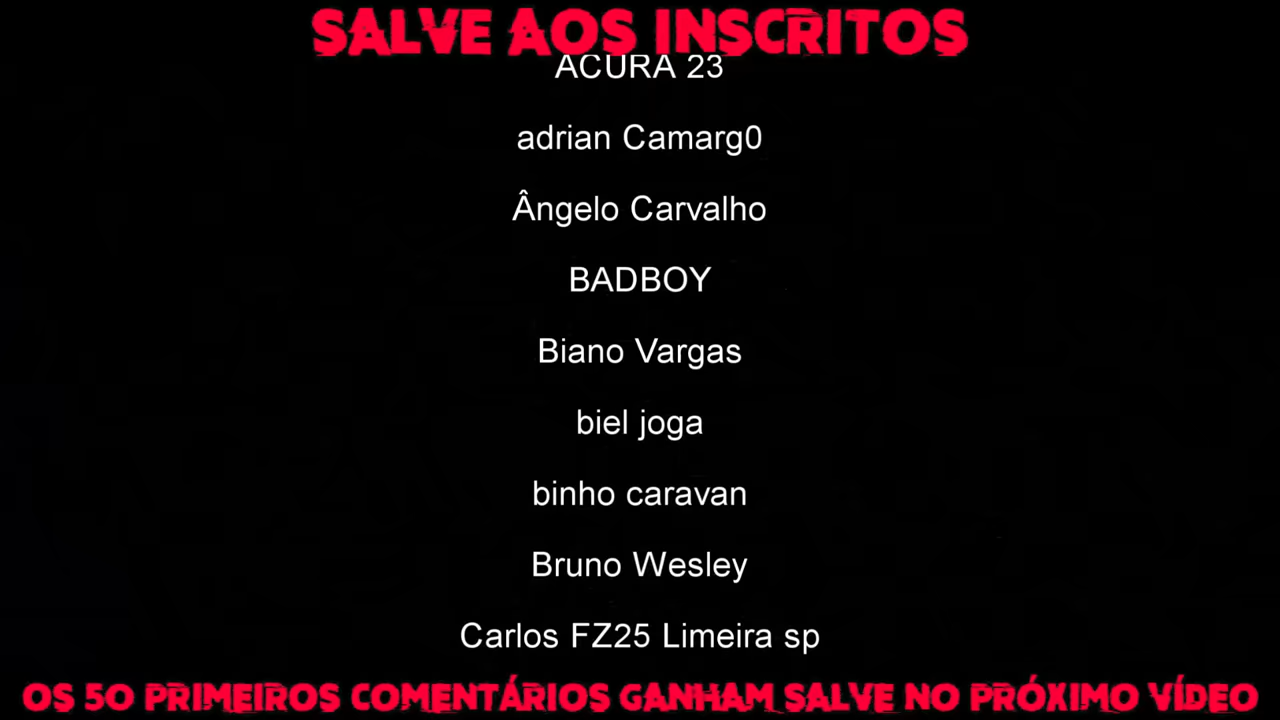 SALVE AOS INSCRITOS
ACURA 23
adrian Camarg0
Ângelo Carvalho
BADBOY
Biano Vargas
biel joga
binho caravan
Bruno Wesley
Carlos FZ25 Limeira sp
OS 50 PRIMEIROS COMENTÁRIOS GANHAM SALVE NO PRÓXIMO VÍDEO